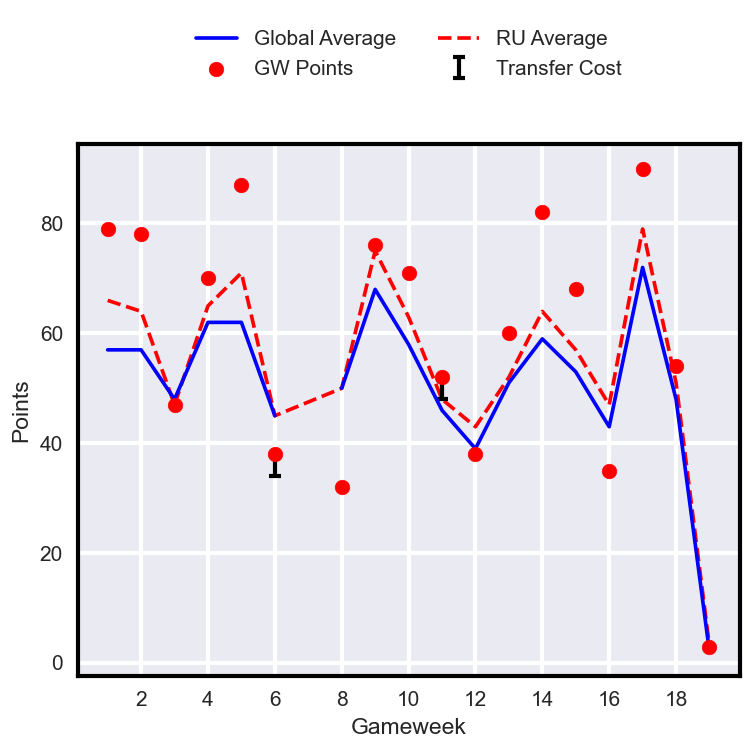 Global Average RU Average
GW Points Transfer Cost
80
60
40
20
0
Points
2 4 6 8 10 12 14 16 18
Gameweek